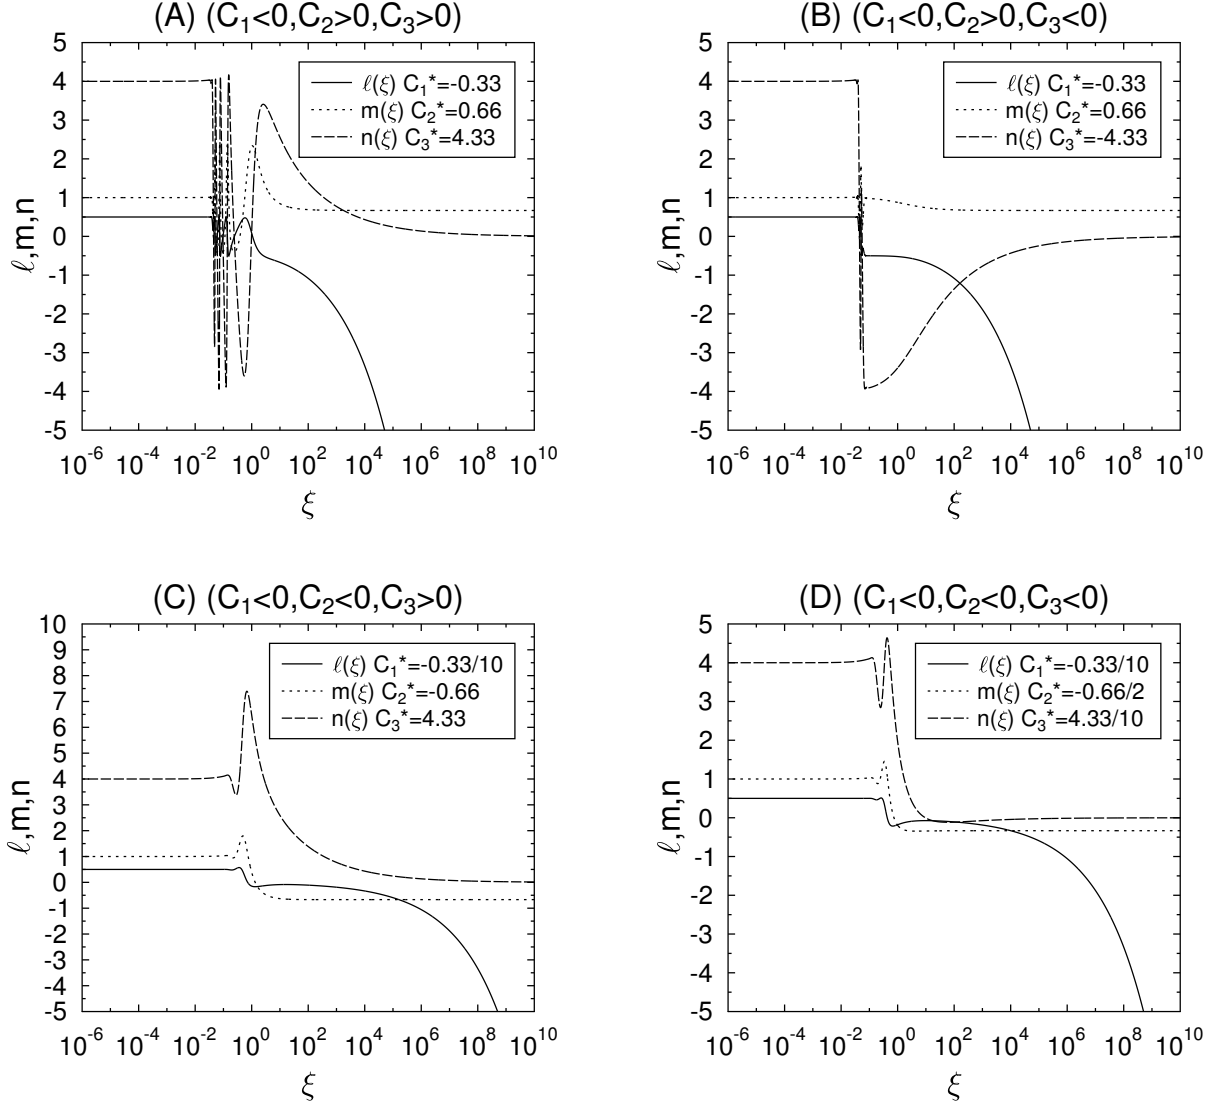 (A) (C₁<0,C₂>0,C₃>0)
5
4
3
2
1
0
-1
-2
-3
-4
-5
ℓ,m,n
ℓ(ξ) C₁*=-0.33
m(ξ) C₂*=0.66
n(ξ) C₃*=4.33
10⁻⁶ 10⁻⁴ 10⁻² 10⁰ 10² 10⁴ 10⁶ 10⁸ 10¹⁰
ξ
(B) (C₁<0,C₂>0,C₃<0)
5
4
3
2
1
0
-1
-2
-3
-4
-5
ℓ,m,n
ℓ(ξ) C₁*=-0.33
m(ξ) C₂*=0.66
n(ξ) C₃*=-4.33
10⁻⁶ 10⁻⁴ 10⁻² 10⁰ 10² 10⁴ 10⁶ 10⁸ 10¹⁰
ξ
(C) (C₁<0,C₂<0,C₃>0)
10
9
8
7
6
5
4
3
2
1
0
-1
-2
-3
-4
-5
ℓ,m,n
ℓ(ξ) C₁*=-0.33/10
m(ξ) C₂*=-0.66
n(ξ) C₃*=4.33
10⁻⁶ 10⁻⁴ 10⁻² 10⁰ 10² 10⁴ 10⁶ 10⁸ 10¹⁰
ξ
(D) (C₁<0,C₂<0,C₃<0)
5
4
3
2
1
0
-1
-2
-3
-4
-5
ℓ,m,n
ℓ(ξ) C₁*=-0.33/10
m(ξ) C₂*=-0.66/2
n(ξ) C₃*=4.33/10
10⁻⁶ 10⁻⁴ 10⁻² 10⁰ 10² 10⁴ 10⁶ 10⁸ 10¹⁰
ξ